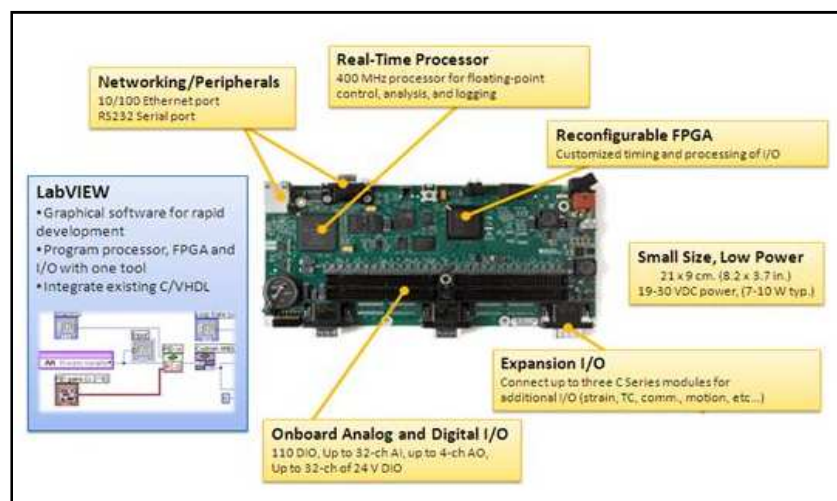 Real-Time Processor
400 MHz processor for floating-point
control, analysis, and logging
Networking/Peripherals
10/100 Ethernet port
RS232 Serial port
Reconfigurable FPGA
Customized timing and processing of I/O
LabVIEW
• Graphical software for rapid
development
• Program processor, FPGA and
I/O with one tool
• Integrate existing C/VHDL
Small Size, Low Power
21 x 9 cm. (8.2 x 3.7 in.)
19-30 VDC power, (7-10 W typ.)
Expansion I/O
Connect up to three C Series modules for
additional I/O (strain, TC, comm., motion, etc...)
Onboard Analog and Digital I/O
110 DIO, Up to 32-ch AI, up to 4-ch AO,
Up to 32-ch of 24 V DIO